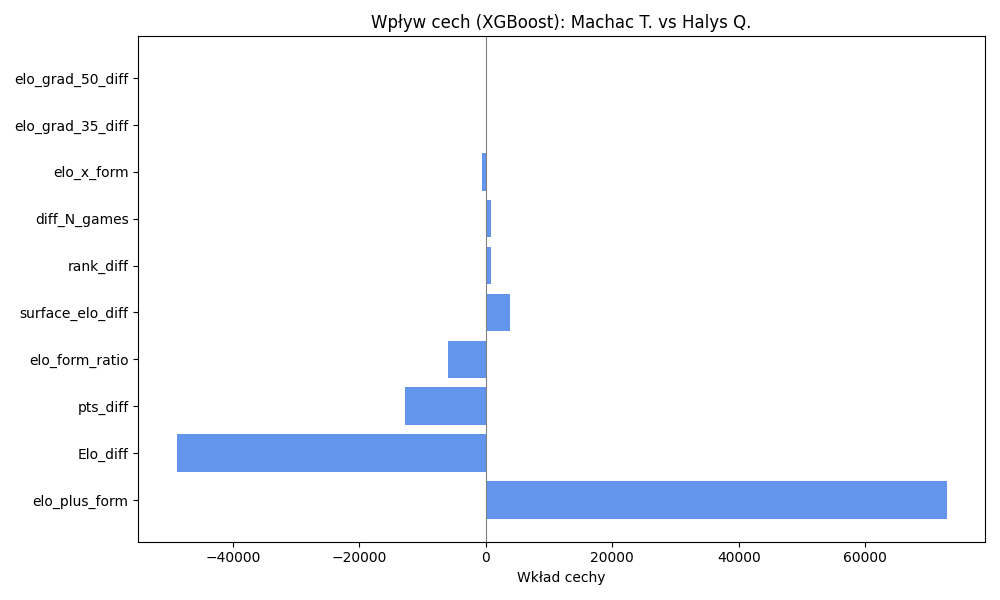 Wpływ cech (XGBoost): Machac T. vs Halys Q.
elo_grad_50_diff
elo_grad_35_diff
elo_x_form
diff_N_games
rank_diff
surface_elo_diff
elo_form_ratio
pts_diff
Elo_diff
elo_plus_form
−40000 −20000 0 20000 40000 60000
Wkład cechy